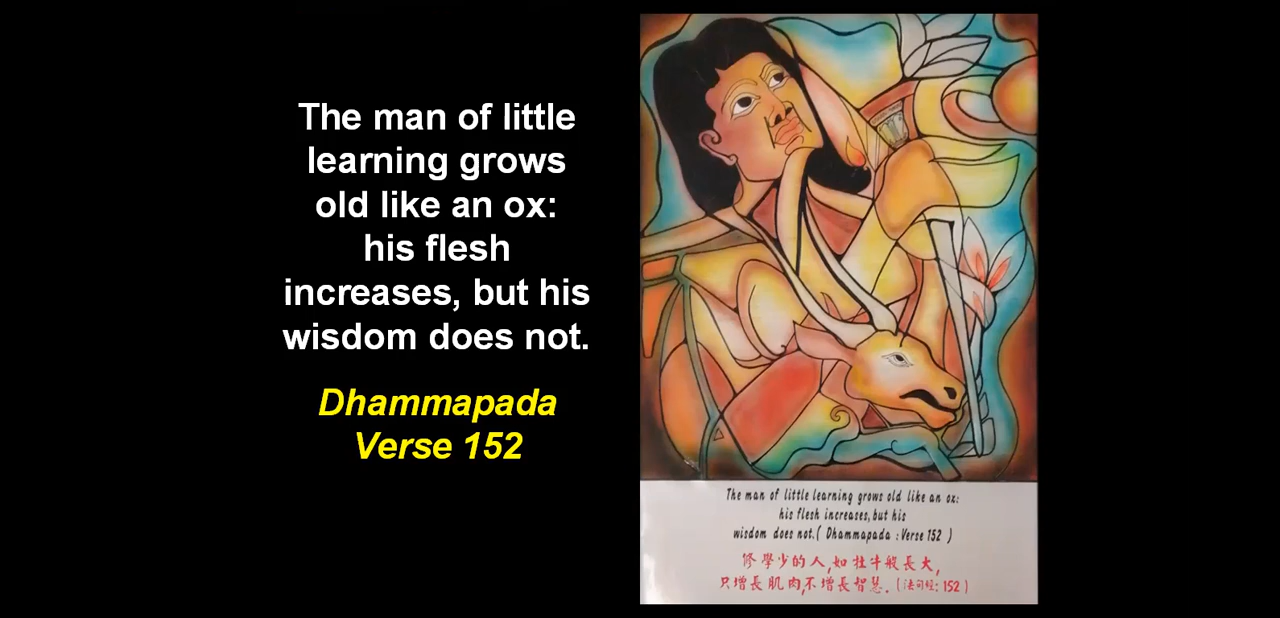 The man of little
learning grows
old like an ox:
his flesh
increases, but his
wisdom does not.
Dhammapada
Verse 152
The man of little learning grows old like an ox:
his flesh increases, but his
wisdom does not. ( Dhammapada : Verse 152 )
修學少的人,如牡牛般長大,
只增長肌肉,不增長智慧. (法句經: 152)